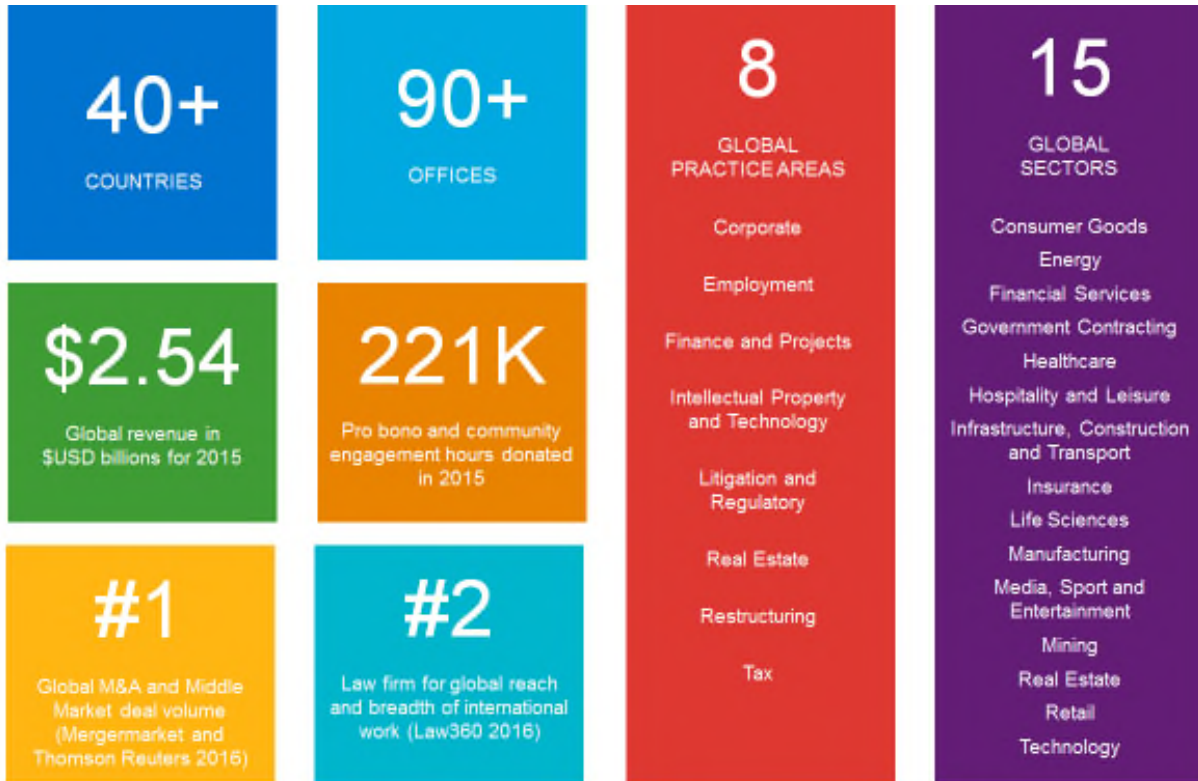 40+
COUNTRIES
90+
OFFICES
$2.54
Global revenue in
$USD billions for 2015
221K
Pro bono and community
engagement hours donated
in 2015
#1
Global M&A and Middle
Market deal volume
(Mergermarket and
Thomson Reuters 2016)
#2
Law firm for global reach
and breadth of international
work (Law360 2016)
8
GLOBAL
PRACTICE AREAS
Corporate
Employment
Finance and Projects
Intellectual Property
and Technology
Litigation and
Regulatory
Real Estate
Restructuring
Tax
15
GLOBAL
SECTORS
Consumer Goods
Energy
Financial Services
Government Contracting
Healthcare
Hospitality and Leisure
Infrastructure, Construction
and Transport
Insurance
Life Sciences
Manufacturing
Media, Sport and
Entertainment
Mining
Real Estate
Retail
Technology